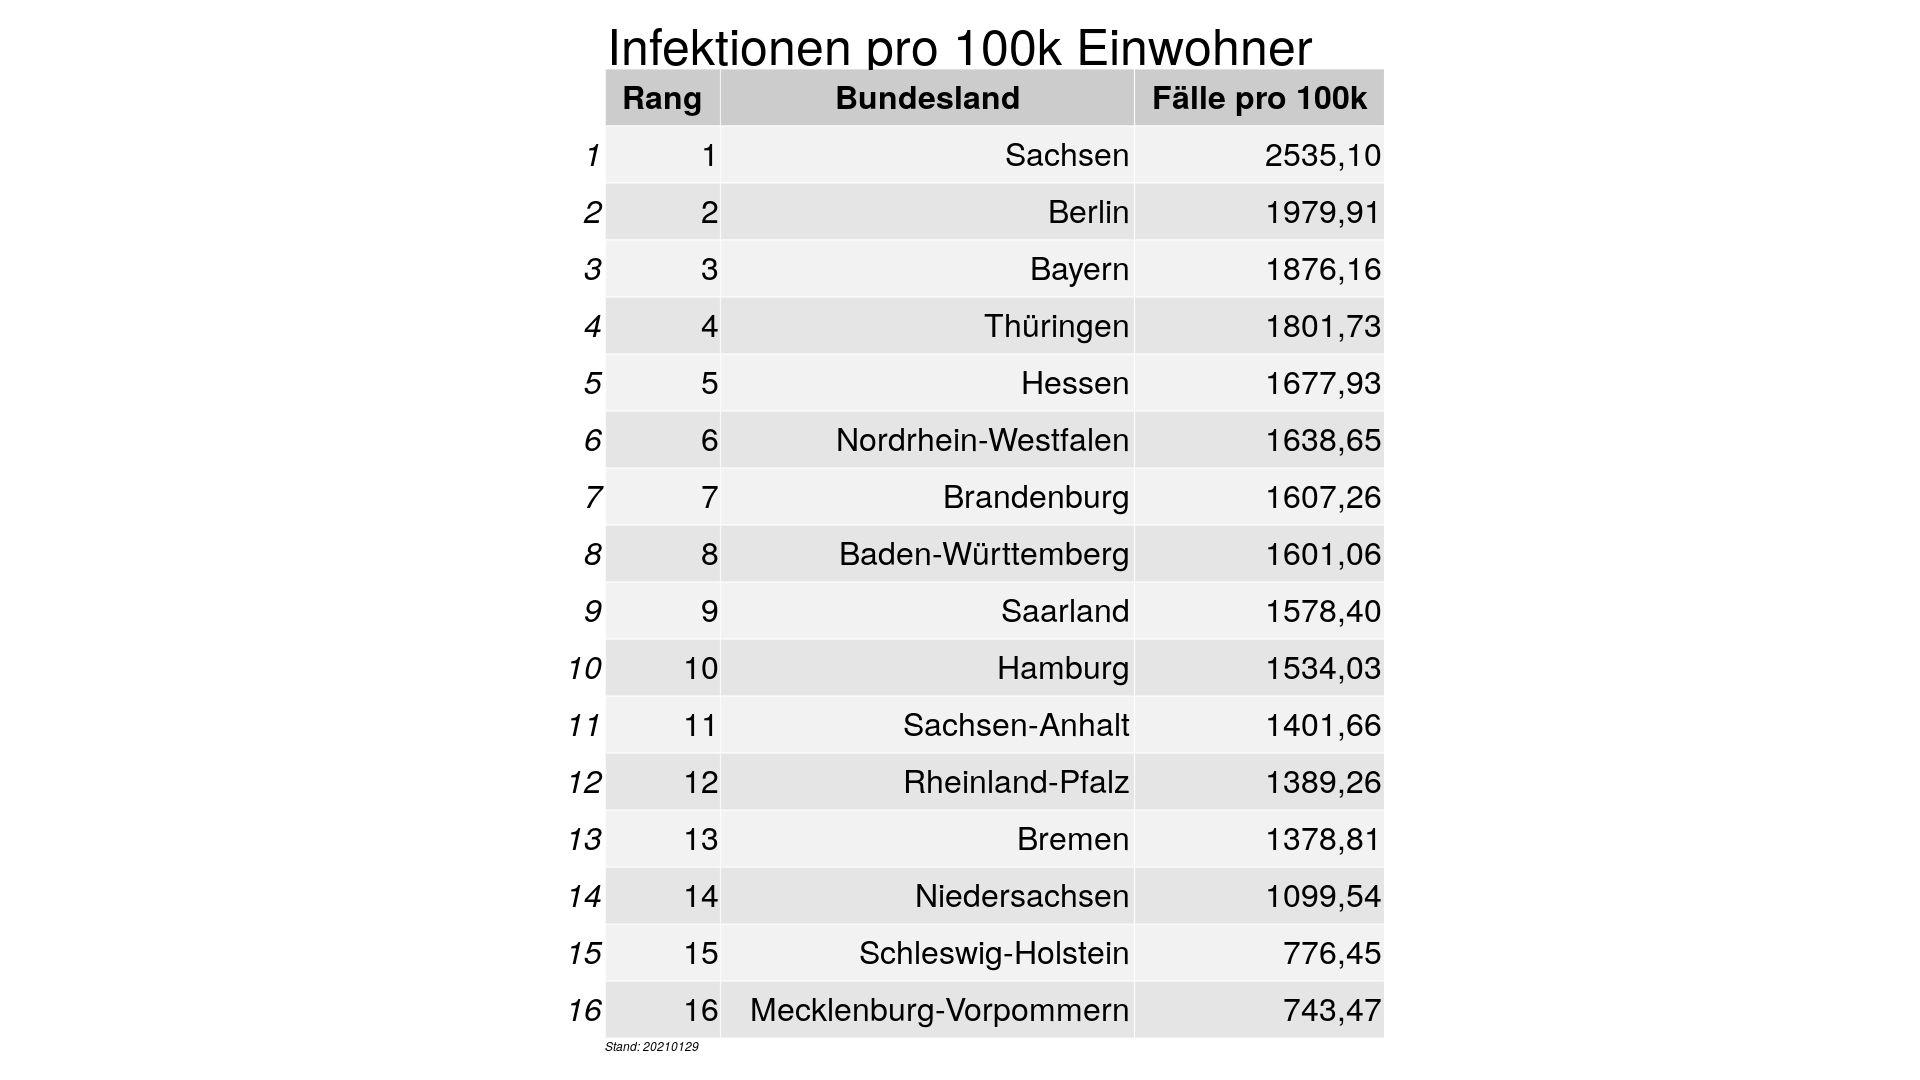 Infektionen pro 100k Einwohner
Rang Bundesland Fälle pro 100k
1 1 Sachsen 2535,10
2 2 Berlin 1979,91
3 3 Bayern 1876,16
4 4 Thüringen 1801,73
5 5 Hessen 1677,93
6 6 Nordrhein-Westfalen 1638,65
7 7 Brandenburg 1607,26
8 8 Baden-Württemberg 1601,06
9 9 Saarland 1578,40
10 10 Hamburg 1534,03
11 11 Sachsen-Anhalt 1401,66
12 12 Rheinland-Pfalz 1389,26
13 13 Bremen 1378,81
14 14 Niedersachsen 1099,54
15 15 Schleswig-Holstein 776,45
16 16 Mecklenburg-Vorpommern 743,47
Stand: 20210129